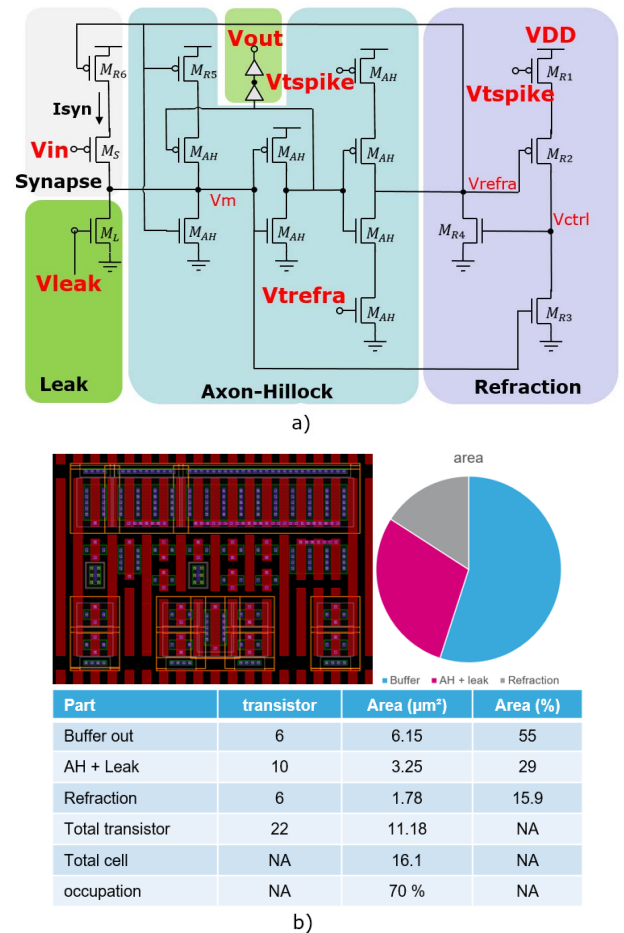 Vout
VDD
M_R6
M_R5
Vtspike
M_AH
Vtspike
M_R1
Isyn
Vin
M_S
M_AH
M_AH
M_AH
M_R2
Synapse
Vm
Vrefra
M_L
M_AH
M_AH
M_AH
M_R4
Vctrl
Vleak
Vtrefra
M_AH
M_R3
Leak
Axon-Hillock
Refraction
a)
area
Buffer AH + leak Refraction
Part transistor Area (µm²) Area (%)
Buffer out 6 6.15 55
AH + Leak 10 3.25 29
Refraction 6 1.78 15.9
Total transistor 22 11.18 NA
Total cell NA 16.1 NA
occupation NA 70 % NA
b)